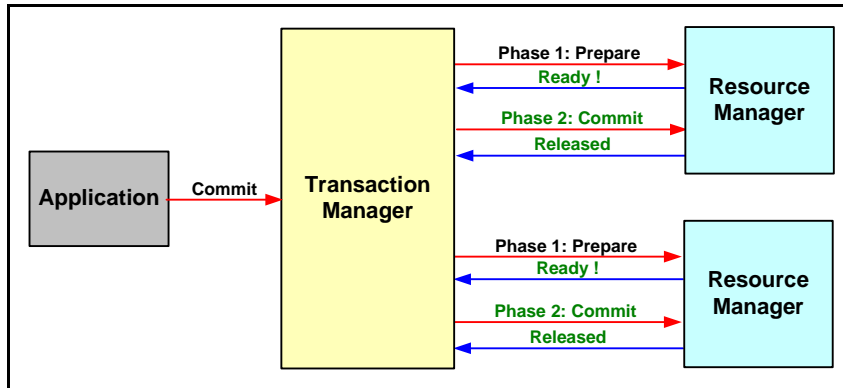 Application
Commit
Transaction
Manager
Phase 1: Prepare
Ready !
Phase 2: Commit
Released
Resource
Manager
Phase 1: Prepare
Ready !
Phase 2: Commit
Released
Resource
Manager